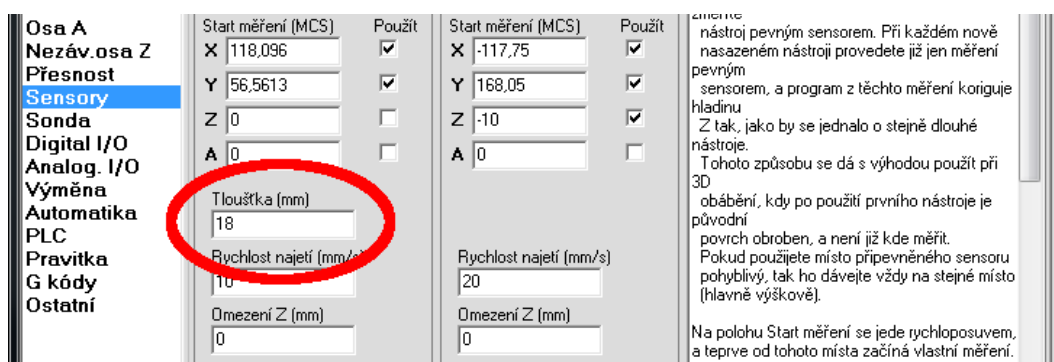 Osa A
Nezáv.osa Z
Přesnost
Sensory
Sonda
Digital I/O
Analog. I/O
Výměna
Automatika
PLC
Pravitka
G kódy
Ostatní
Start měření (MCS) Použít
X 118,096
Y 56,5613
Z 0
A 0
Tloušťka (mm)
18
Rychlost najetí (mm/s)
10
Omezení Z (mm)
0
Start měření (MCS) Použít
X -117,75
Y 168,05
Z -10
A 0
Rychlost najetí (mm/s)
20
Omezení Z (mm)
0
změříte
nástroj pevným sensorem. Při každém nově
nasazeném nástroji provedete již jen měření
pevným
sensorem, a program z těchto měření koriguje
hladinu
Z tak, jako by se jednalo o stejně dlouhé
nástroje.
Tohoto způsobu se dá s výhodou použít při
3D
obábění, kdy po použití prvního nástroje je
původní
povrch obroben, a není již kde měřit.
Pokud použijete místo připevněného sensoru
pohyblivý, tak ho dávejte vždy na stejné místo
(hlavně výškově).
Na polohu Start měření se jede rychloposuvem,
a teprve od tohoto místa začíná vlastní měření.